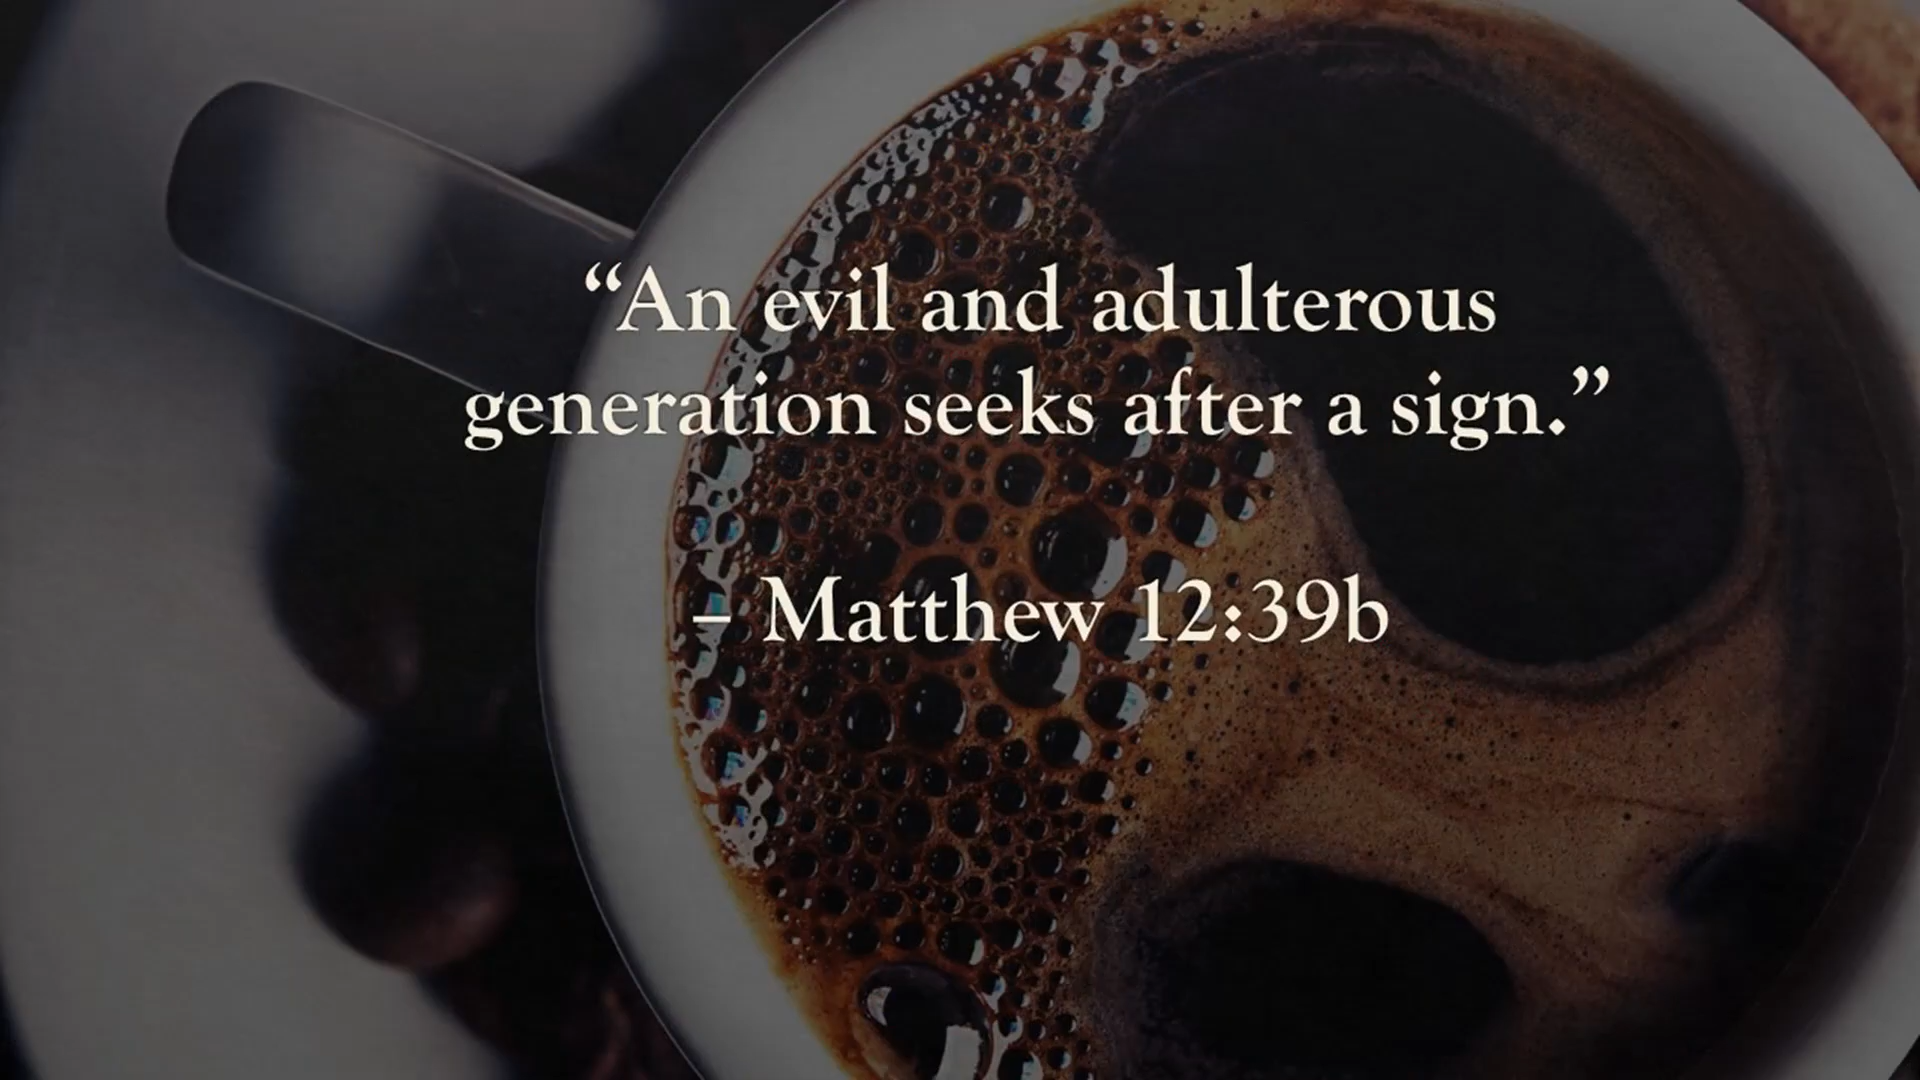 “An evil and adulterous
generation seeks after a sign.”
– Matthew 12:39b